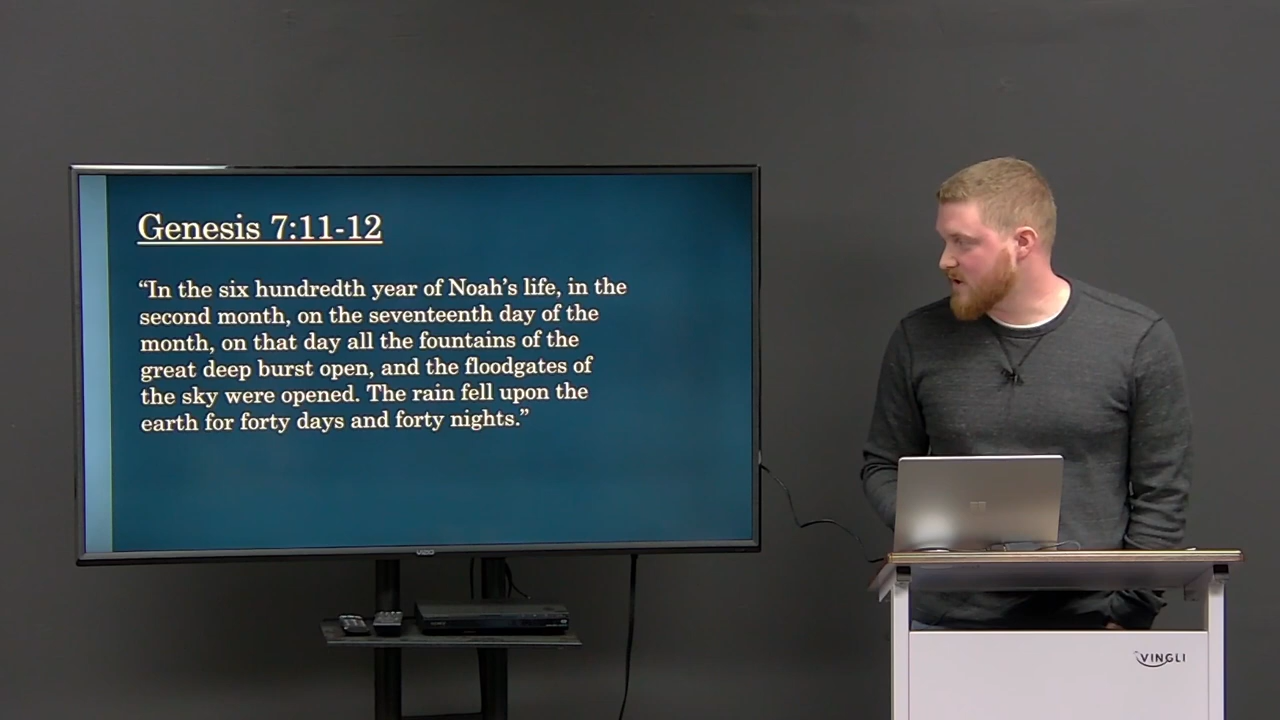 Genesis 7:11-12
“In the six hundredth year of Noah’s life, in the
second month, on the seventeenth day of the
month, on that day all the fountains of the
great deep burst open, and the floodgates of
the sky were opened. The rain fell upon the
earth for forty days and forty nights.”
VIZIO
VINGLI